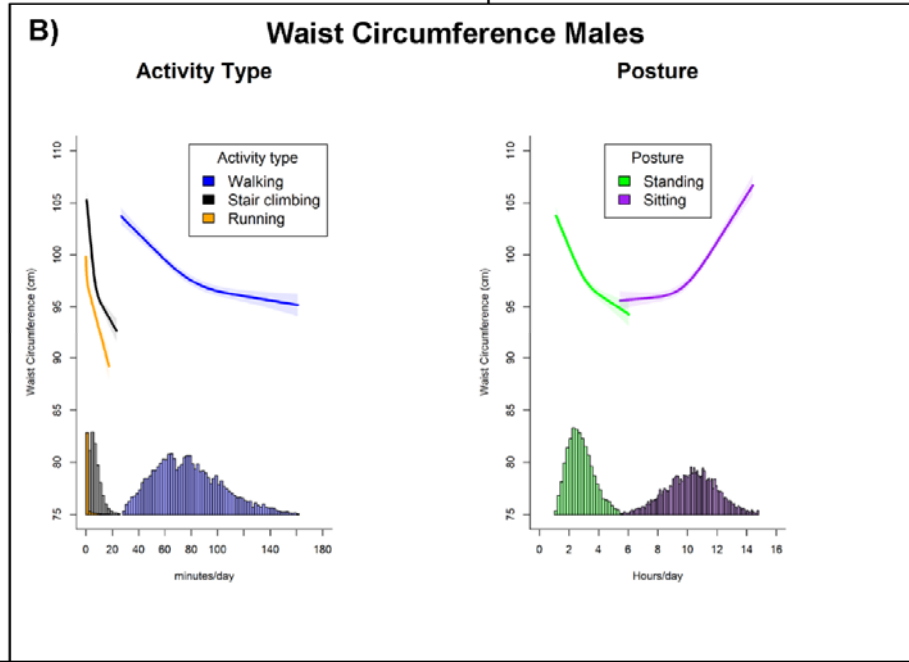 B)
Waist Circumference Males
Activity Type
Posture
110
105
100
95
90
85
80
75
Waist Circumference (cm)
Activity type
Walking
Stair climbing
Running
0 20 40 60 80 100 140 180
minutes/day
110
105
100
95
90
85
80
75
Waist Circumference (cm)
Posture
Standing
Sitting
0 2 4 6 8 10 12 14 16
Hours/day